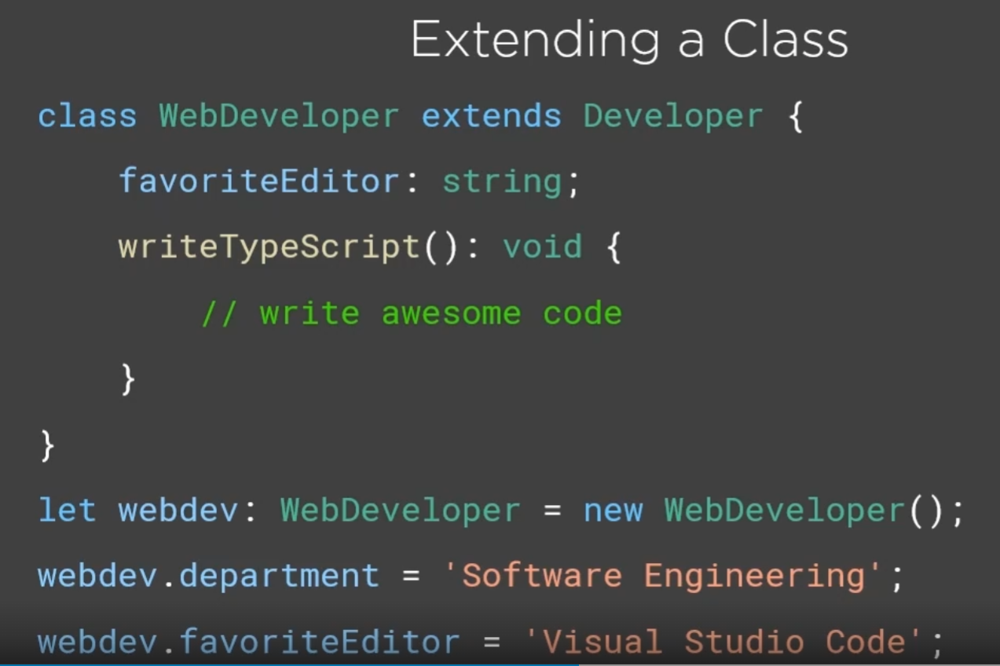 Extending a Class
class WebDeveloper extends Developer {
favoriteEditor: string;
writeTypeScript(): void {
// write awesome code
}
}
let webdev: WebDeveloper = new WebDeveloper();
webdev.department = 'Software Engineering';
webdev.favoriteEditor = 'Visual Studio Code';